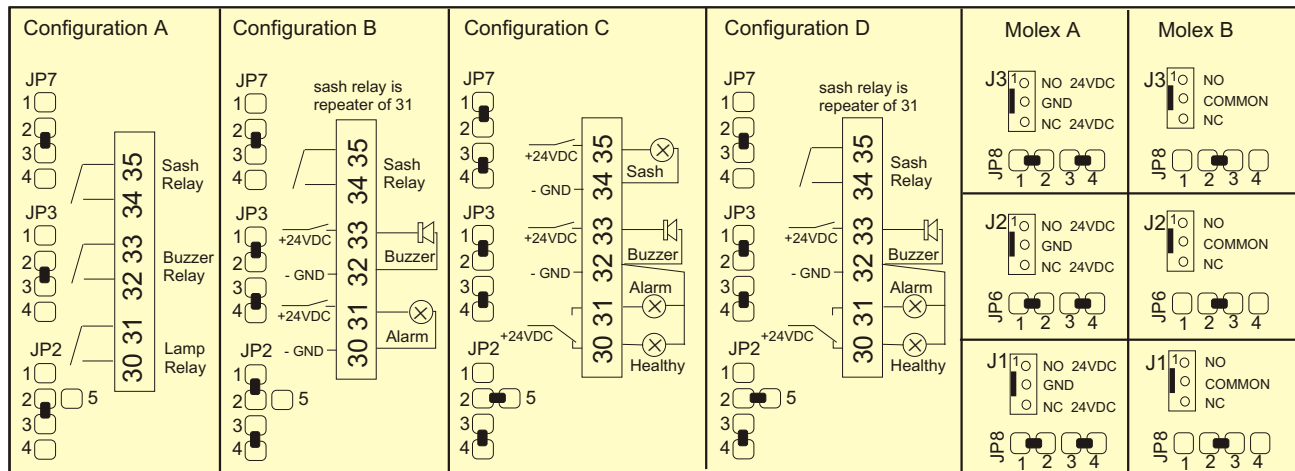 Configuration A
JP7
1
2
3
4
JP3
1
2
3
4
JP2
1
2
5
3
4
35
34
33
32
31
30
Sash
Relay
Buzzer
Relay
Lamp
Relay
Configuration B
JP7
1
2
3
4
JP3
1
2
3
4
JP2
1
2
5
3
4
sash relay is
repeater of 31
35
34
33
32
31
30
Sash
Relay
+24VDC
- GND
Buzzer
+24VDC
- GND
Alarm
Configuration C
JP7
1
2
3
4
JP3
1
2
3
4
JP2
1
2
5
3
4
35
34
33
32
31
30
+24VDC
- GND
Sash
+24VDC
- GND
Buzzer
Alarm
+24VDC
Healthy
Configuration D
JP7
1
2
3
4
JP3
1
2
3
4
JP2
1
2
5
3
4
sash relay is
repeater of 31
35
34
33
32
31
30
Sash
Relay
+24VDC
- GND
Buzzer
Alarm
+24VDC
Healthy
Molex A
J3
1
NO 24VDC
GND
NC 24VDC
JP8
1 2 3 4
J2
1
NO 24VDC
GND
NC 24VDC
JP6
1 2 3 4
J1
1
NO 24VDC
GND
NC 24VDC
JP8
1 2 3 4
Molex B
J3
1
NO
COMMON
NC
JP8
1 2 3 4
J2
1
NO
COMMON
NC
JP6
1 2 3 4
J1
1
NO
COMMON
NC
JP8
1 2 3 4